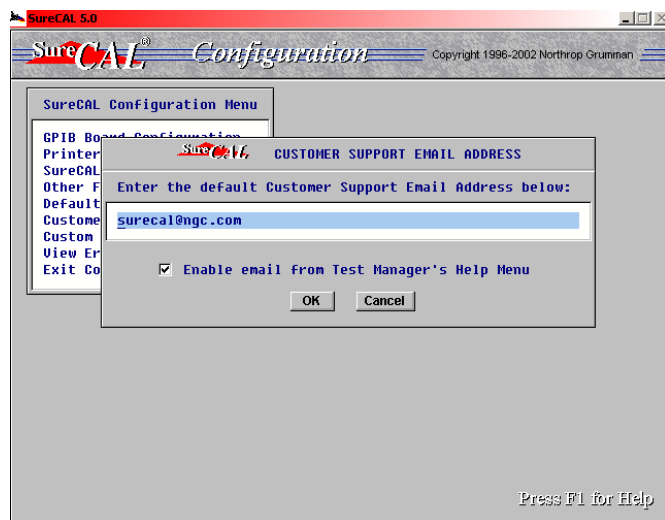 SureCAL 5.0
SureCAL® Configuration Copyright 1996-2002 Northrop Grumman
SureCAL Configuration Menu
GPIB Board Configuration
Printer
SureCAL
Other F
Default
Custome
Custom
View Er
Exit Co
SureCAL CUSTOMER SUPPORT EMAIL ADDRESS
Enter the default Customer Support Email Address below:
surecal@ngc.com
Enable email from Test Manager's Help Menu
OK Cancel
Press F1 for Help